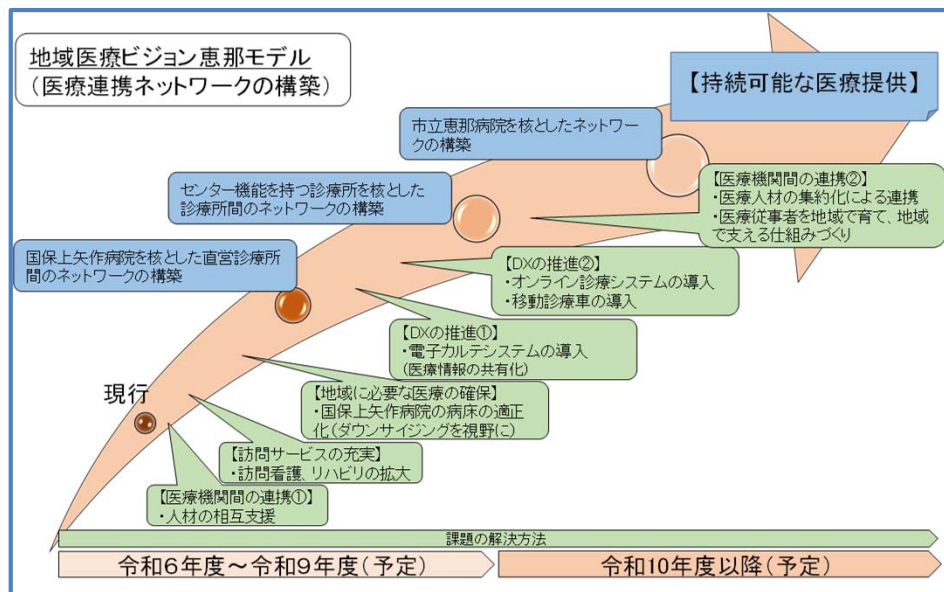 地域医療ビジョン恵那モデル
（医療連携ネットワークの構築）
【持続可能な医療提供】
市立恵那病院を核としたネットワー
クの構築
センター機能を持つ診療所を核とした
診療所間のネットワークの構築
国保上矢作病院を核とした直営診療所
間のネットワークの構築
現行
【医療機関間の連携②】
・医療人材の集約化による連携
・医療従事者を地域で育て、地域
で支える仕組みづくり
【DXの推進②】
・オンライン診療システムの導入
・移動診療車の導入
【DXの推進①】
・電子カルテシステムの導入
(医療情報の共有化)
【地域に必要な医療の確保】
・国保上矢作病院の病床の適正
化(ダウンサイジングを視野に)
【訪問サービスの充実】
・訪問看護、リハビリの拡大
【医療機関間の連携①】
・人材の相互支援
課題の解決方法
令和６年度～令和９年度(予定)
令和10年度以降(予定)